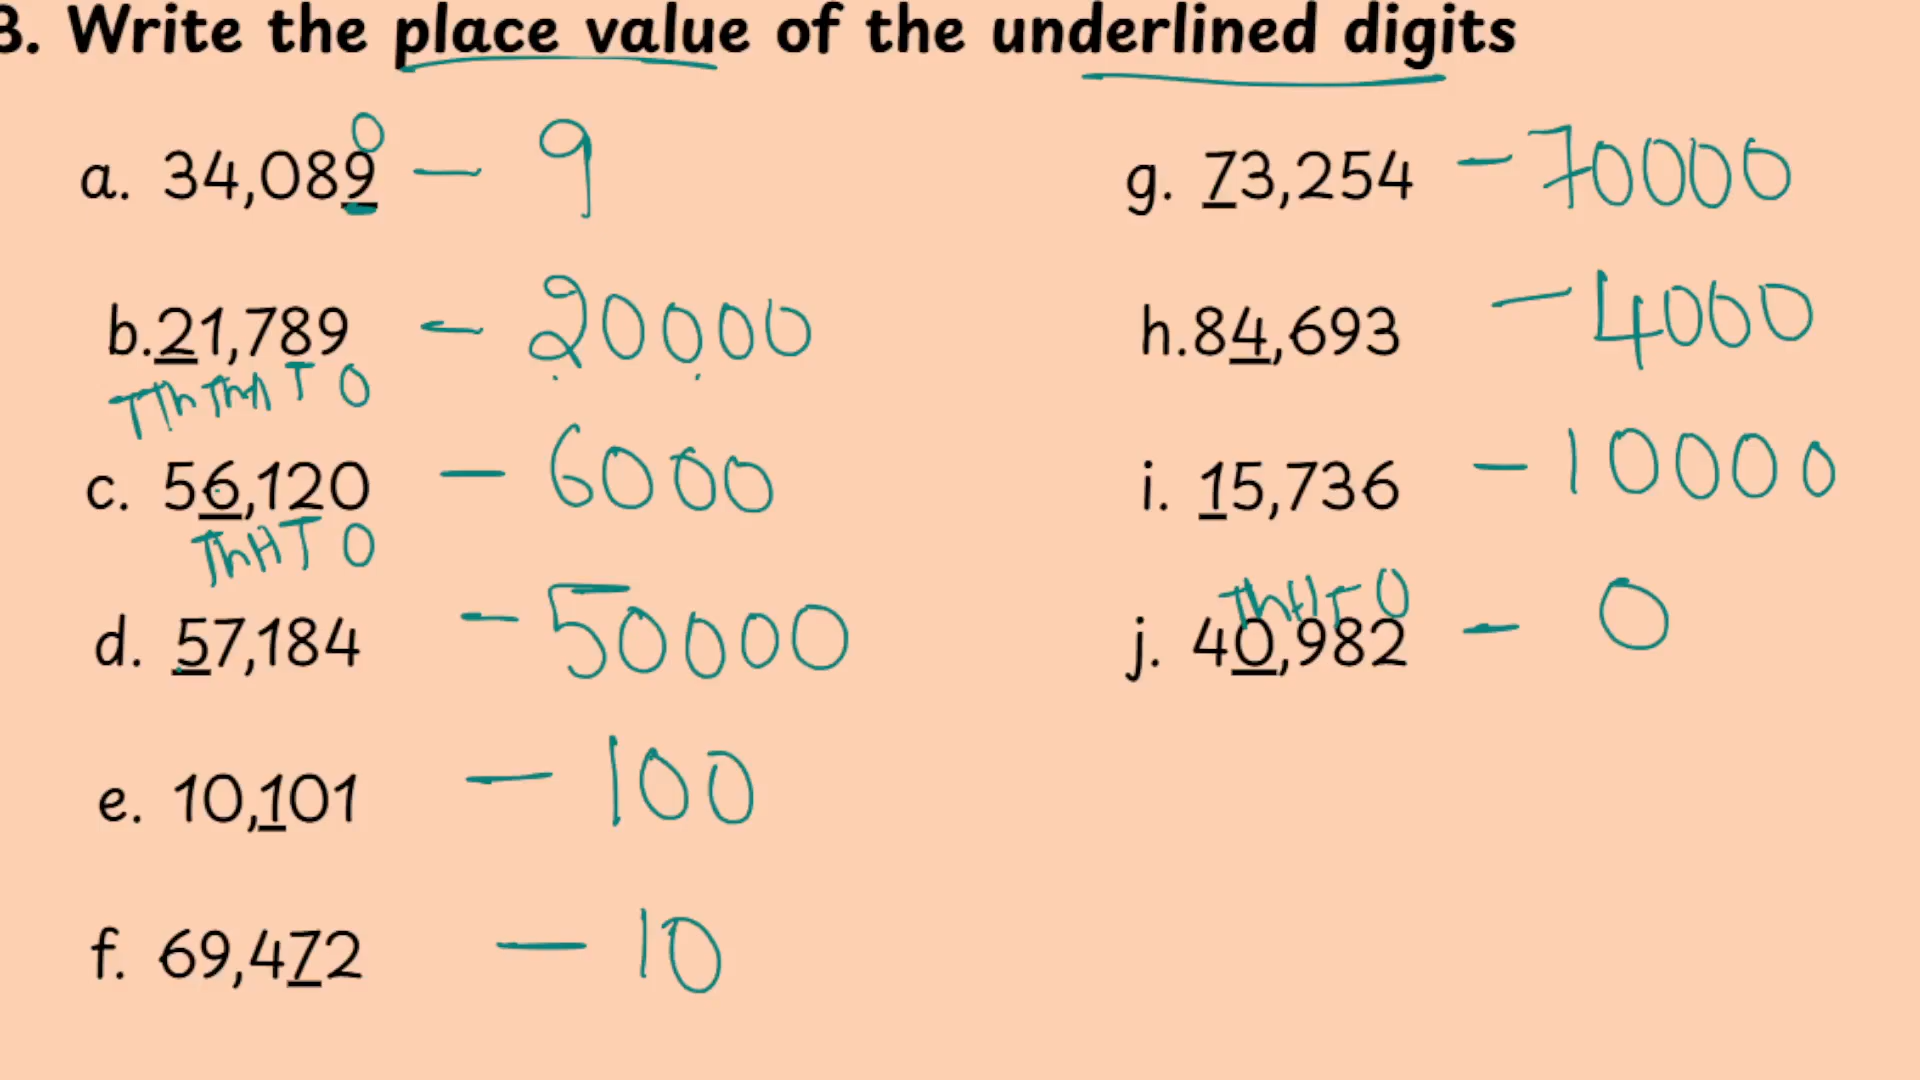 3. Write the place value of the underlined digits
O
a. 34,089 — 9
b.21,789 - 20000
TTh Th H T O
c. 56,120 — 6000
Th H T O
d. 57,184 - 50000
e. 10,101 — 100
f. 69,472 — 10
g. 73,254 - 70000
h.84,693 - 4000
i. 15,736 - 10000
Th H T O
j. 40,982 - 0